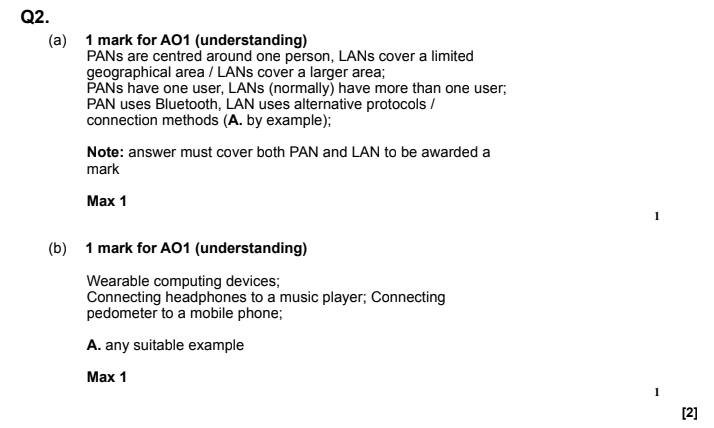 Q2.
(a) 1 mark for AO1 (understanding)
PANs are centred around one person, LANs cover a limited
geographical area / LANs cover a larger area;
PANs have one user, LANs (normally) have more than one user;
PAN uses Bluetooth, LAN uses alternative protocols /
connection methods (A. by example);
Note: answer must cover both PAN and LAN to be awarded a
mark
Max 1
1
(b) 1 mark for AO1 (understanding)
Wearable computing devices;
Connecting headphones to a music player; Connecting
pedometer to a mobile phone;
A. any suitable example
Max 1
1
[2]